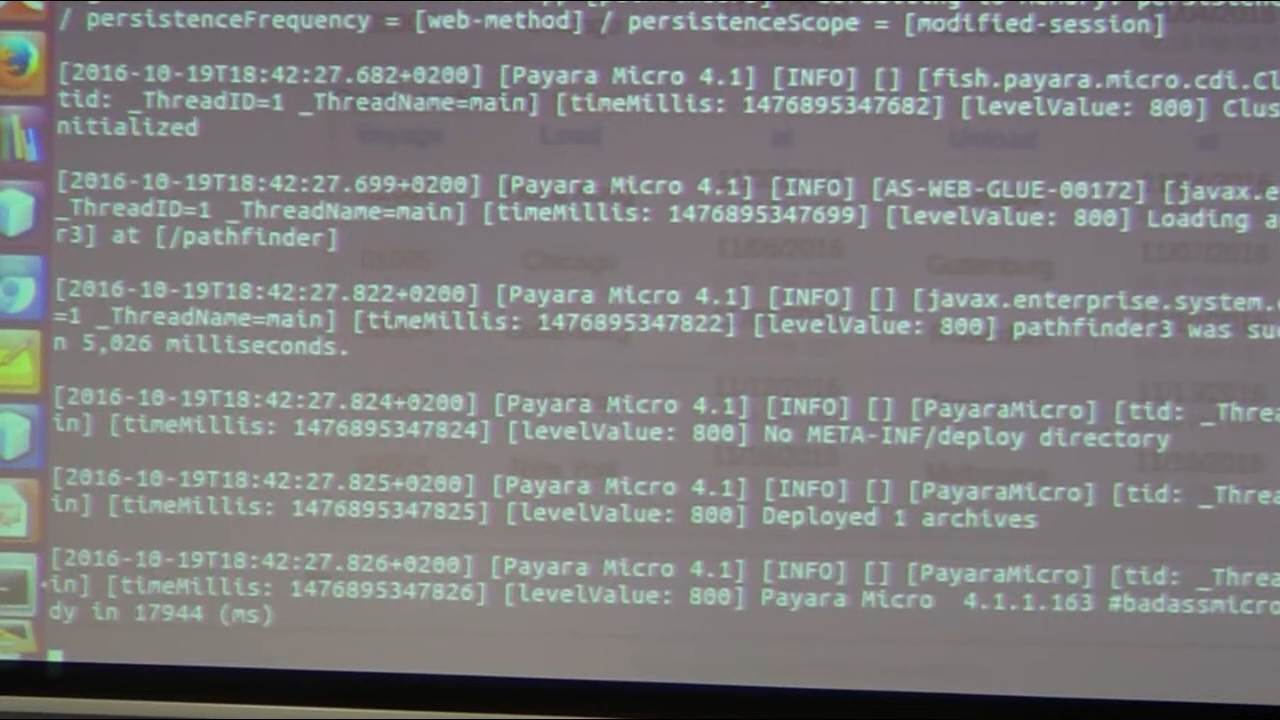 / persistenceFrequency = [web-method] / persistenceScope = [modified-session]
[2016-10-19T18:42:27.682+0200] [Payara Micro 4.1] [INFO] [] [fish.payara.micro.cdi.Cl
tid: _ThreadID=1 _ThreadName=main] [timeMillis: 1476895347682] [levelValue: 800] Clus
nitialized
[2016-10-19T18:42:27.699+0200] [Payara Micro 4.1] [INFO] [AS-WEB-GLUE-00172] [javax.e
_ThreadID=1 _ThreadName=main] [timeMillis: 1476895347699] [levelValue: 800] Loading a
r3] at [/pathfinder]
[2016-10-19T18:42:27.822+0200] [Payara Micro 4.1] [INFO] [] [javax.enterprise.system.
=1 _ThreadName=main] [timeMillis: 1476895347822] [levelValue: 800] pathfinder3 was su
n 5,026 milliseconds.
[2016-10-19T18:42:27.824+0200] [Payara Micro 4.1] [INFO] [] [PayaraMicro] [tid: _Threa
in] [timeMillis: 1476895347824] [levelValue: 800] No META-INF/deploy directory
[2016-10-19T18:42:27.825+0200] [Payara Micro 4.1] [INFO] [] [PayaraMicro] [tid: _Threa
in] [timeMillis: 1476895347825] [levelValue: 800] Deployed 1 archives
[2016-10-19T18:42:27.826+0200] [Payara Micro 4.1] [INFO] [] [PayaraMicro] [tid: _Threa
in] [timeMillis: 1476895347826] [levelValue: 800] Payara Micro 4.1.1.163 #badassmicro
dy in 17944 (ms)